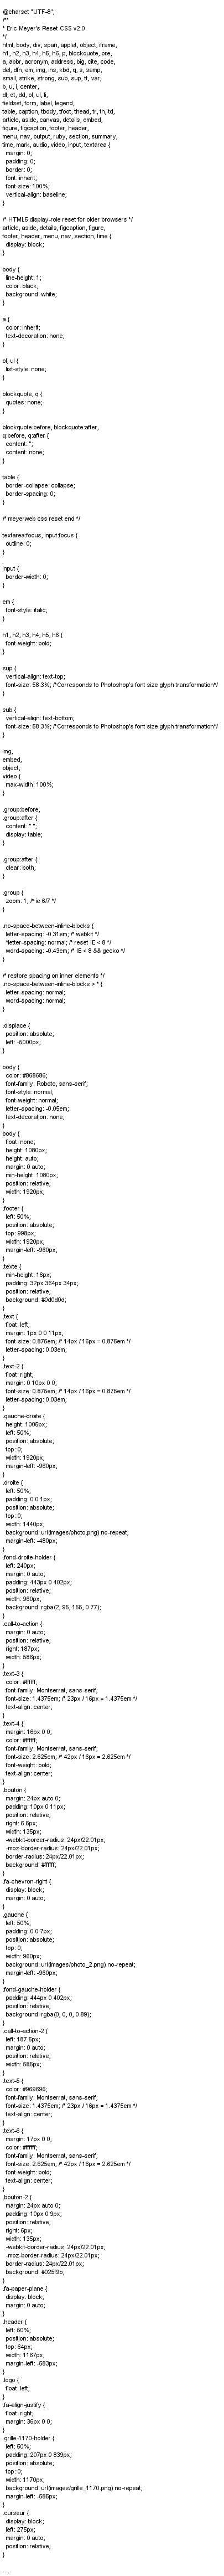 @charset "UTF-8";
/**
* Eric Meyer's Reset CSS v2.0
*/
html, body, div, span, applet, object, iframe,
h1, h2, h3, h4, h5, h6, p, blockquote, pre,
a, abbr, acronym, address, big, cite, code,
del, dfn, em, img, ins, kbd, q, s, samp,
small, strike, strong, sub, sup, tt, var,
b, u, i, center,
dl, dt, dd, ol, ul, li,
fieldset, form, label, legend,
table, caption, tbody, tfoot, thead, tr, th, td,
article, aside, canvas, details, embed,
figure, figcaption, footer, header,
menu, nav, output, ruby, section, summary,
time, mark, audio, video, input, textarea {
margin: 0;
padding: 0;
border: 0;
font: inherit;
font-size: 100%;
vertical-align: baseline;
}
/* HTML5 display-role reset for older browsers */
article, aside, details, figcaption, figure,
footer, header, menu, nav, section, time {
display: block;
}
body {
line-height: 1;
color: black;
background: white;
}
a {
color: inherit;
text-decoration: none;
}
ol, ul {
list-style: none;
}
blockquote, q {
quotes: none;
}
blockquote:before, blockquote:after,
q:before, q:after {
content: '';
content: none;
}
table {
border-collapse: collapse;
border-spacing: 0;
}
/* meyerweb css reset end */
textarea:focus, input:focus {
outline: 0;
}
input {
border-width: 0;
}
em {
font-style: italic;
}
h1, h2, h3, h4, h5, h6 {
font-weight: bold;
}
sup {
vertical-align: text-top;
font-size: 58.3%; /*Corresponds to Photoshop's font size glyph transformation*/
}
sub {
vertical-align: text-bottom;
font-size: 58.3%; /*Corresponds to Photoshop's font size glyph transformation*/
}
img,
embed,
object,
video {
max-width: 100%;
}
.group:before,
.group:after {
content: " ";
display: table;
}
.group:after {
clear: both;
}
.group {
zoom: 1; /* ie 6/7 */
}
.no-space-between-inline-blocks {
letter-spacing: -0.31em; /* webkit */
*letter-spacing: normal; /* reset IE < 8 */
word-spacing: -0.43em; /* IE < 8 && gecko */
}
/* restore spacing on inner elements */
.no-space-between-inline-blocks > * {
letter-spacing: normal;
word-spacing: normal;
}
.displace {
position: absolute;
left: -5000px;
}
body {
color: #868686;
font-family: Roboto, sans-serif;
font-style: normal;
font-weight: normal;
letter-spacing: -0.05em;
text-decoration: none;
}
body {
float: none;
height: 1080px;
height: auto;
margin: 0 auto;
min-height: 1080px;
position: relative;
width: 1920px;
}
.footer {
left: 50%;
position: absolute;
top: 998px;
width: 1920px;
margin-left: -960px;
}
.texte {
min-height: 16px;
padding: 32px 364px 34px;
position: relative;
background: #0d0d0d;
}
.text {
float: left;
margin: 1px 0 0 11px;
font-size: 0.875em; /* 14px / 16px = 0.875em */
letter-spacing: 0.03em;
}
.text-2 {
float: right;
margin: 0 10px 0 0;
font-size: 0.875em; /* 14px / 16px = 0.875em */
letter-spacing: 0.03em;
}
.gauche-droite {
height: 1005px;
left: 50%;
position: absolute;
top: 0;
width: 1920px;
margin-left: -960px;
}
.droite {
left: 50%;
padding: 0 0 1px;
position: absolute;
top: 0;
width: 1440px;
background: url(images/photo.png) no-repeat;
margin-left: -480px;
}
.fond-droite-holder {
left: 240px;
margin: 0 auto;
padding: 443px 0 402px;
position: relative;
width: 960px;
background: rgba(2, 95, 155, 0.77);
}
.call-to-action {
margin: 0 auto;
position: relative;
right: 187px;
width: 586px;
}
.text-3 {
color: #ffffff;
font-family: Montserrat, sans-serif;
font-size: 1.4375em; /* 23px / 16px = 1.4375em */
text-align: center;
}
.text-4 {
margin: 16px 0 0;
color: #ffffff;
font-family: Montserrat, sans-serif;
font-size: 2.625em; /* 42px / 16px = 2.625em */
font-weight: bold;
text-align: center;
}
.bouton {
margin: 24px auto 0;
padding: 10px 0 11px;
position: relative;
right: 6.5px;
width: 135px;
-webkit-border-radius: 24px/22.01px;
-moz-border-radius: 24px/22.01px;
border-radius: 24px/22.01px;
background: #ffffff;
}
.fa-chevron-right {
display: block;
margin: 0 auto;
}
.gauche {
left: 50%;
padding: 0 0 7px;
position: absolute;
top: 0;
width: 960px;
background: url(images/photo_2.png) no-repeat;
margin-left: -960px;
}
.fond-gauche-holder {
padding: 444px 0 402px;
position: relative;
background: rgba(0, 0, 0, 0.89);
}
.call-to-action-2 {
left: 187.5px;
margin: 0 auto;
position: relative;
width: 585px;
}
.text-5 {
color: #969696;
font-family: Montserrat, sans-serif;
font-size: 1.4375em; /* 23px / 16px = 1.4375em */
text-align: center;
}
.text-6 {
margin: 17px 0 0;
color: #ffffff;
font-family: Montserrat, sans-serif;
font-size: 2.625em; /* 42px / 16px = 2.625em */
font-weight: bold;
text-align: center;
}
.bouton-2 {
margin: 24px auto 0;
padding: 10px 0 9px;
position: relative;
right: 6px;
width: 135px;
-webkit-border-radius: 24px/22.01px;
-moz-border-radius: 24px/22.01px;
border-radius: 24px/22.01px;
background: #025f9b;
}
.fa-paper-plane {
display: block;
margin: 0 auto;
}
.header {
left: 50%;
position: absolute;
top: 64px;
width: 1167px;
margin-left: -583px;
}
.logo {
float: left;
}
.fa-align-justify {
float: right;
margin: 36px 0 0;
}
.grille-1170-holder {
left: 50%;
padding: 207px 0 839px;
position: absolute;
top: 0;
width: 1170px;
background: url(images/grille_1170.png) no-repeat;
margin-left: -585px;
}
.curseur {
display: block;
left: 275px;
margin: 0 auto;
position: relative;
}